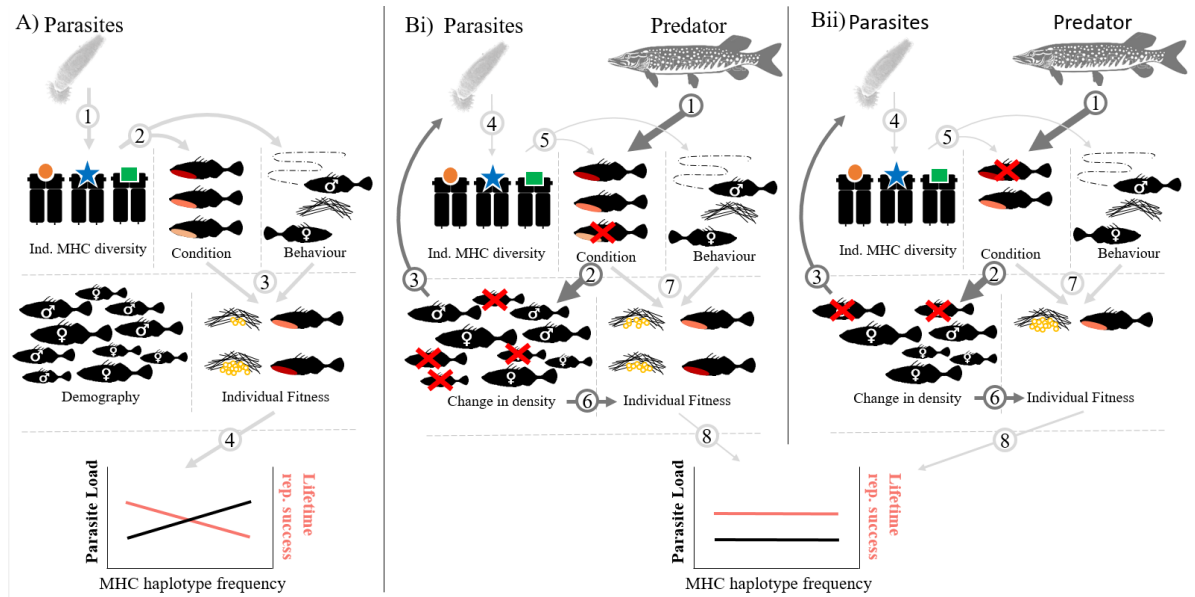 A) Parasites
1
2
Ind. MHC diversity
Condition
Behaviour
♂
♀
3
♀
♂
♂
♀
♂
♂
♀
♀
♂
♀
Demography
Individual Fitness
4
Parasite Load
Lifetime
rep. success
MHC haplotype frequency
Bi) Parasites
Predator
1
4
5
♂
♀
Ind. MHC diversity
Condition
Behaviour
3
2
7
♂
♂
♀
♂
♀
♀
Change in density
6
Individual Fitness
8
Parasite Load
Lifetime
rep. success
MHC haplotype frequency
Bii)
Parasites
Predator
1
4
5
♂
♀
Ind. MHC diversity
Condition
Behaviour
3
2
7
♀
♂
♀
♀
♀
Change in density
6
Individual Fitness
8